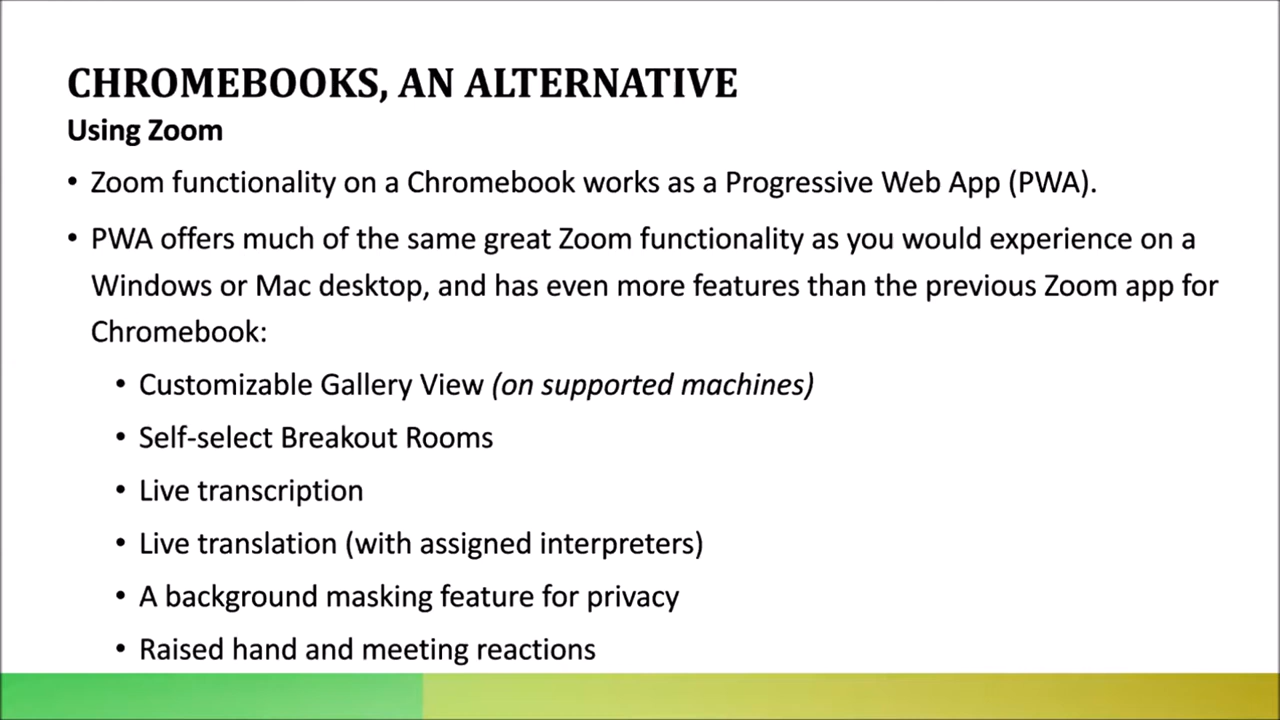 CHROMEBOOKS, AN ALTERNATIVE
Using Zoom
• Zoom functionality on a Chromebook works as a Progressive Web App (PWA).
• PWA offers much of the same great Zoom functionality as you would experience on a
Windows or Mac desktop, and has even more features than the previous Zoom app for
Chromebook:
• Customizable Gallery View (on supported machines)
• Self-select Breakout Rooms
• Live transcription
• Live translation (with assigned interpreters)
• A background masking feature for privacy
• Raised hand and meeting reactions